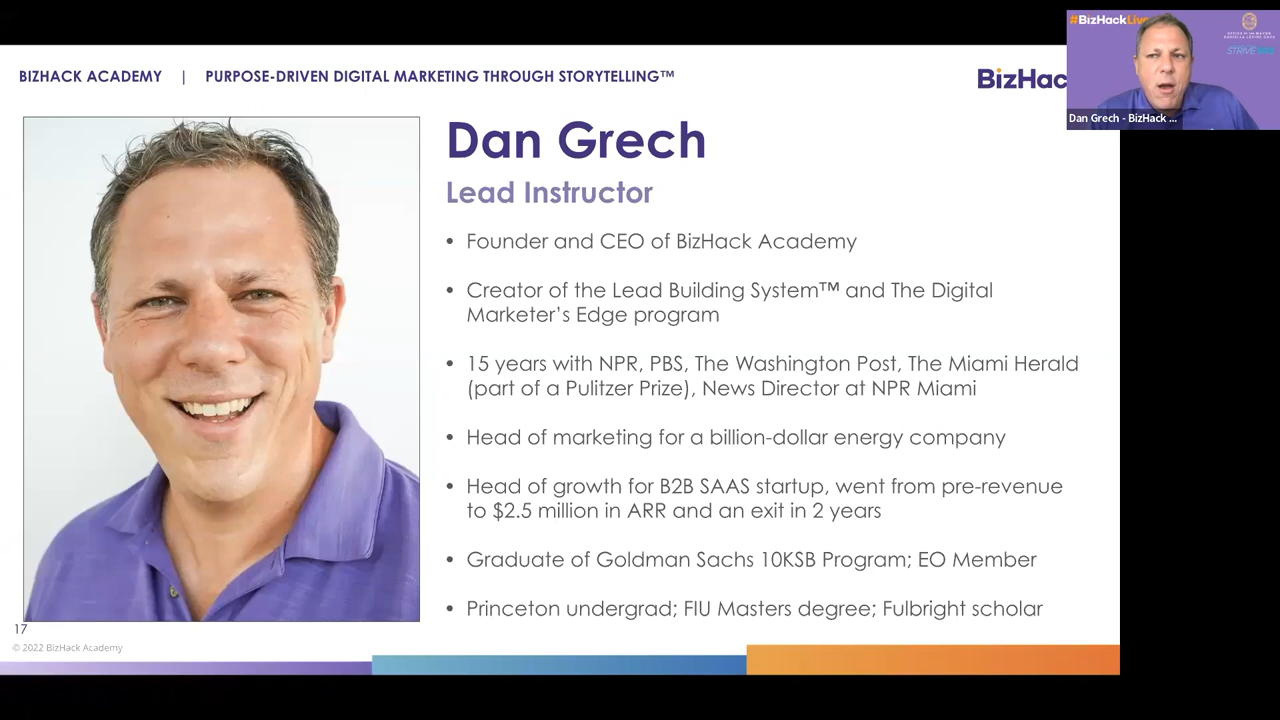 BIZHACK ACADEMY | PURPOSE-DRIVEN DIGITAL MARKETING THROUGH STORYTELLING™
BizHac
#BizHackLive
Dan Grech - BizHack ...
Dan Grech
Lead Instructor
• Founder and CEO of BizHack Academy
• Creator of the Lead Building System™ and The Digital
Marketer's Edge program
• 15 years with NPR, PBS, The Washington Post, The Miami Herald
(part of a Pulitzer Prize), News Director at NPR Miami
• Head of marketing for a billion-dollar energy company
• Head of growth for B2B SAAS startup, went from pre-revenue
to $2.5 million in ARR and an exit in 2 years
• Graduate of Goldman Sachs 10KSB Program; EO Member
• Princeton undergrad; FIU Masters degree; Fulbright scholar
17
© 2022 BizHack Academy